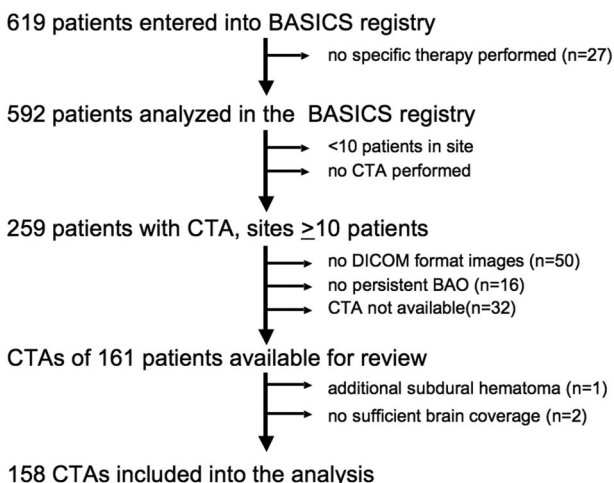 619 patients entered into BASICS registry
no specific therapy performed (n=27)
592 patients analyzed in the BASICS registry
<10 patients in site
no CTA performed
259 patients with CTA, sites ≥10 patients
no DICOM format images (n=50)
no persistent BAO (n=16)
CTA not available(n=32)
CTAs of 161 patients available for review
additional subdural hematoma (n=1)
no sufficient brain coverage (n=2)
158 CTAs included into the analysis